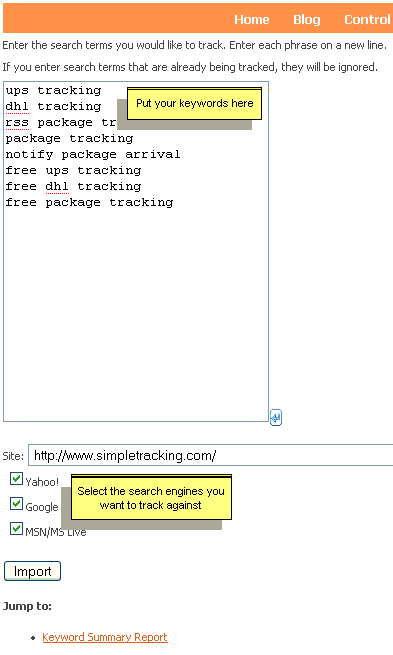 Home Blog Control
Enter the search terms you would like to track. Enter each phrase on a new line.
If you enter search terms that are already being tracked, they will be ignored.
ups tracking
dhl tracking
rss package tr
package tracking
notify package arrival
free ups tracking
free dhl tracking
free package tracking
Put your keywords here
Site: http://www.simpletracking.com/
Yahoo!
Google
MSN/MS Live
Select the search engines you
want to track against
Import
Jump to:
Keyword Summary Report